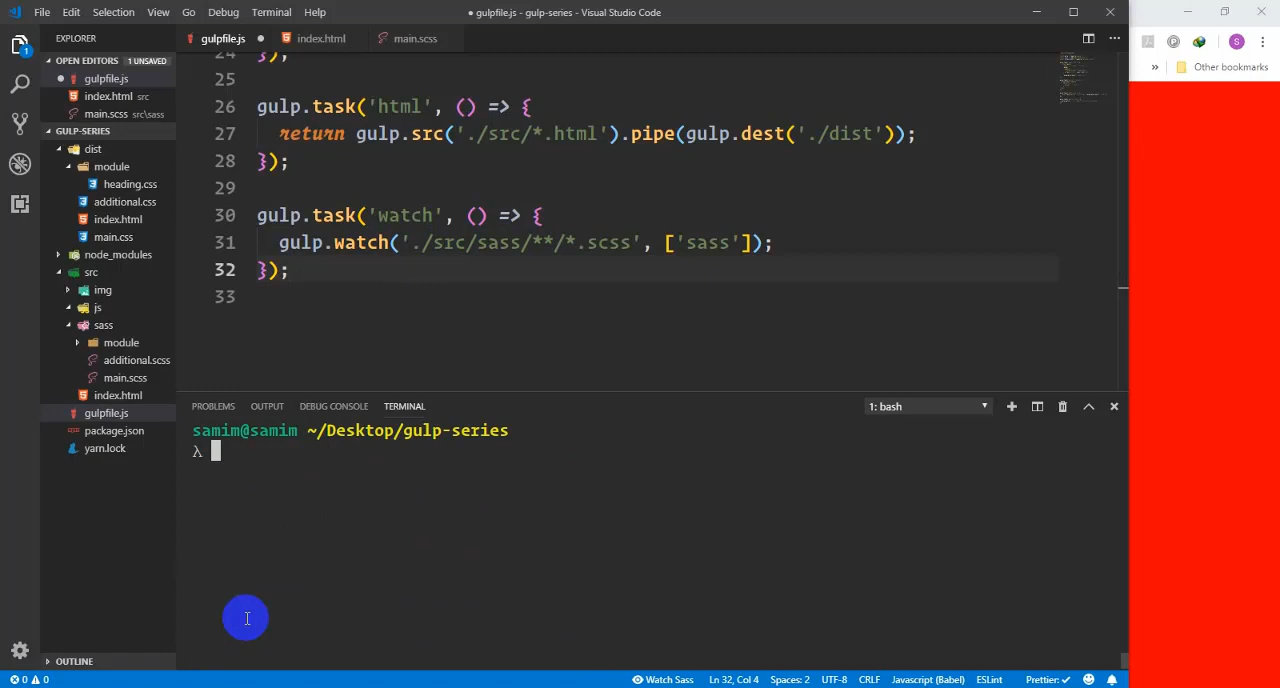 File Edit Selection View Go Debug Terminal Help
● gulpfile.js - gulp-series - Visual Studio Code
EXPLORER
OPEN EDITORS 1 UNSAVED
gulpfile.js
index.html src
main.scss src\sass
GULP-SERIES
dist
module
heading.css
additional.css
index.html
main.css
node_modules
src
img
js
sass
module
additional.scss
main.scss
index.html
gulpfile.js
package.json
yarn.lock
OUTLINE
gulpfile.js index.html main.scss
24 });
25
26 gulp.task('html', () => {
27 return gulp.src('./src/*.html').pipe(gulp.dest('./dist'));
28 });
29
30 gulp.task('watch', () => {
31 gulp.watch('./src/sass/**/*.scss', ['sass']);
32 });
33
PROBLEMS OUTPUT DEBUG CONSOLE TERMINAL 1: bash
samim@samim ~/Desktop/gulp-series
λ
0 0 Watch Sass Ln 32, Col 4 Spaces: 2 UTF-8 CRLF Javascript (Babel) ESLint Prettier: ✓
S
» Other bookmarks
1